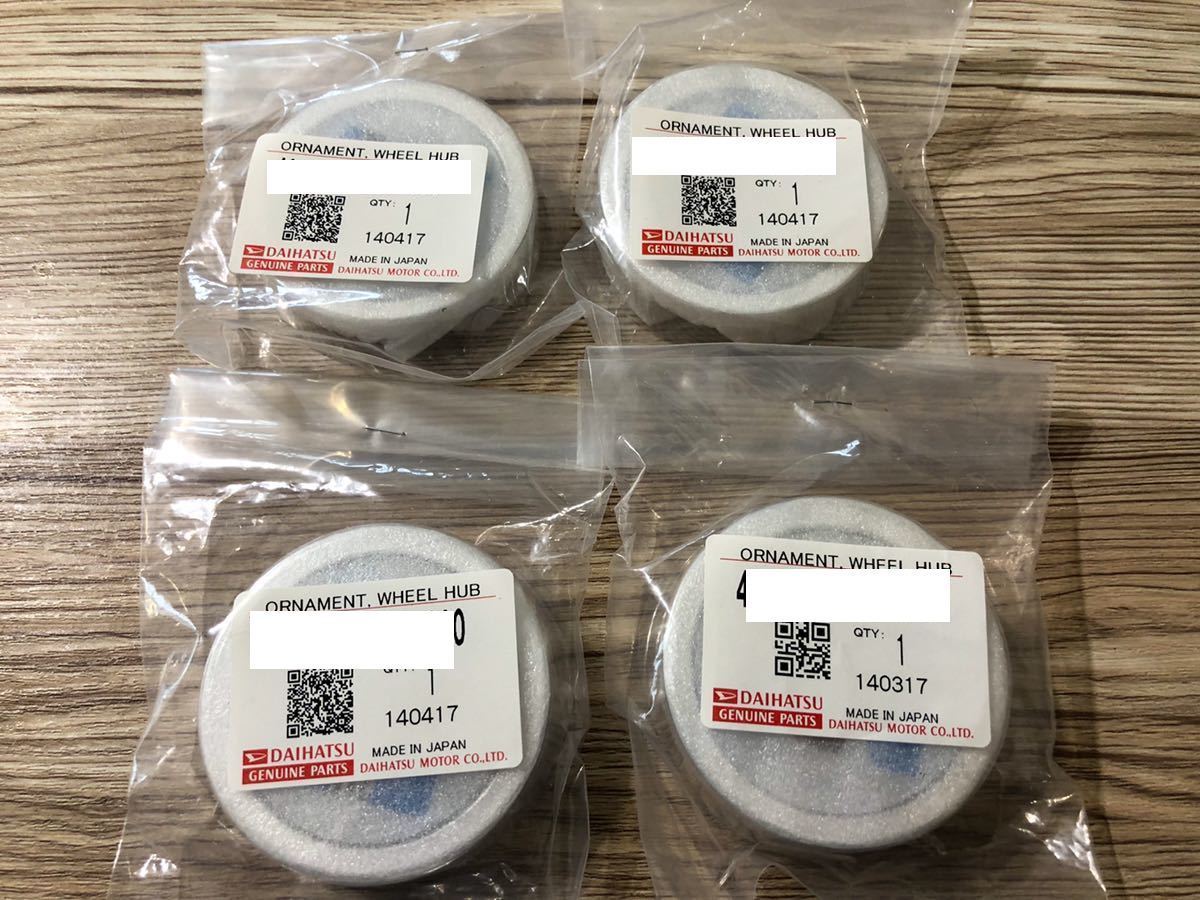 ORNAMENT, WHEEL HUB
QTY: 1
140417
DAIHATSU
GENUINE PARTS
MADE IN JAPAN
DAIHATSU MOTOR CO.,LTD.
ORNAMENT, WHEEL HUB
QTY: 1
140417
DAIHATSU
GENUINE PARTS
MADE IN JAPAN
DAIHATSU MOTOR CO.,LTD.
ORNAMENT, WHEEL HUB
0
QTY: 1
140417
DAIHATSU
GENUINE PARTS
MADE IN JAPAN
DAIHATSU MOTOR CO.,LTD.
ORNAMENT, WHEEL HUB
4
QTY: 1
140317
DAIHATSU
GENUINE PARTS
MADE IN JAPAN
DAIHATSU MOTOR CO.,LTD.